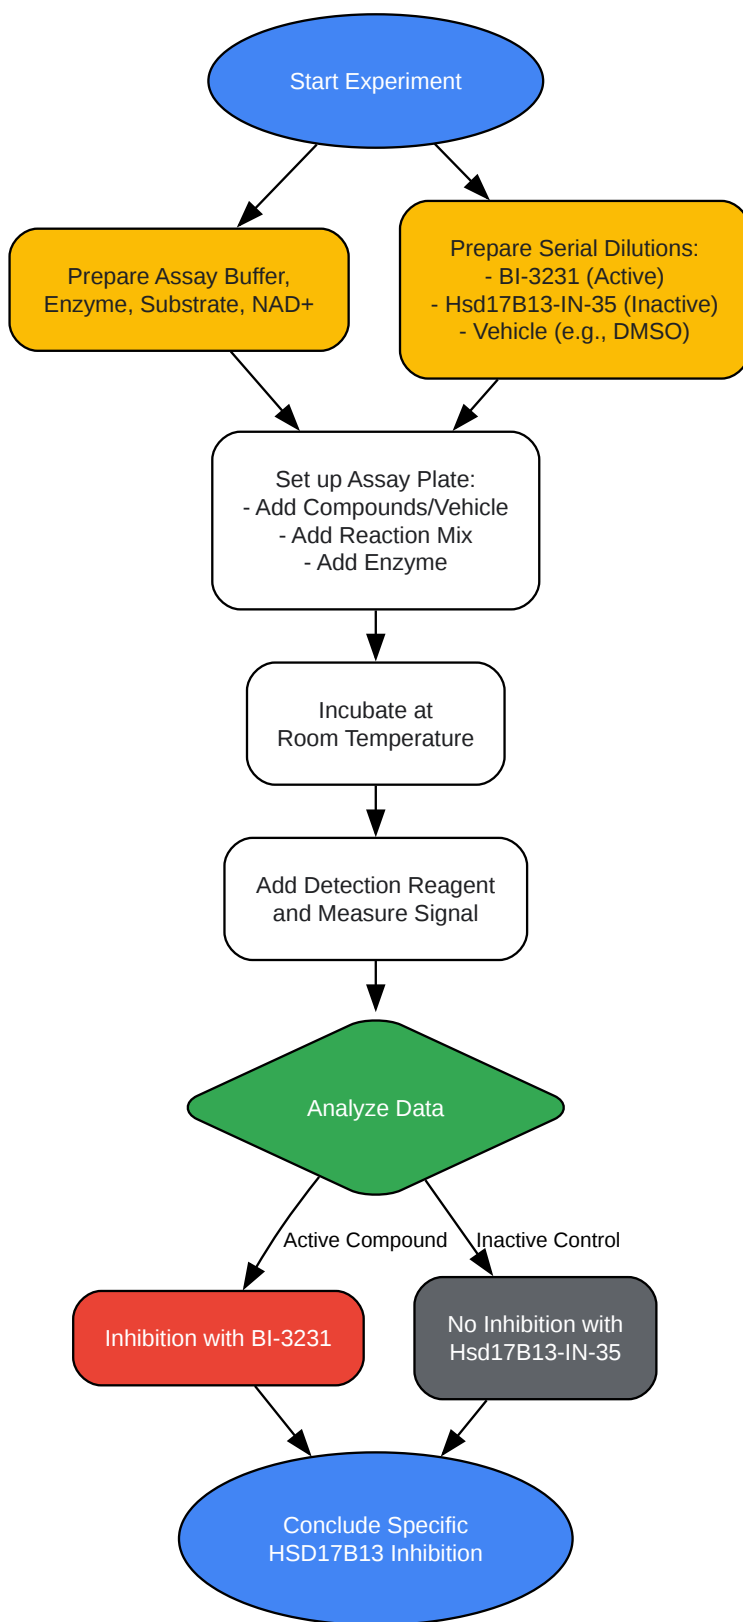 Start Experiment
Prepare Assay Buffer,
Enzyme, Substrate, NAD+
Prepare Serial Dilutions:
- BI-3231 (Active)
- Hsd17B13-IN-35 (Inactive)
- Vehicle (e.g., DMSO)
Set up Assay Plate:
- Add Compounds/Vehicle
- Add Reaction Mix
- Add Enzyme
Incubate at
Room Temperature
Add Detection Reagent
and Measure Signal
Analyze Data
Active Compound
Inactive Control
Inhibition with BI-3231
No Inhibition with
Hsd17B13-IN-35
Conclude Specific
HSD17B13 Inhibition